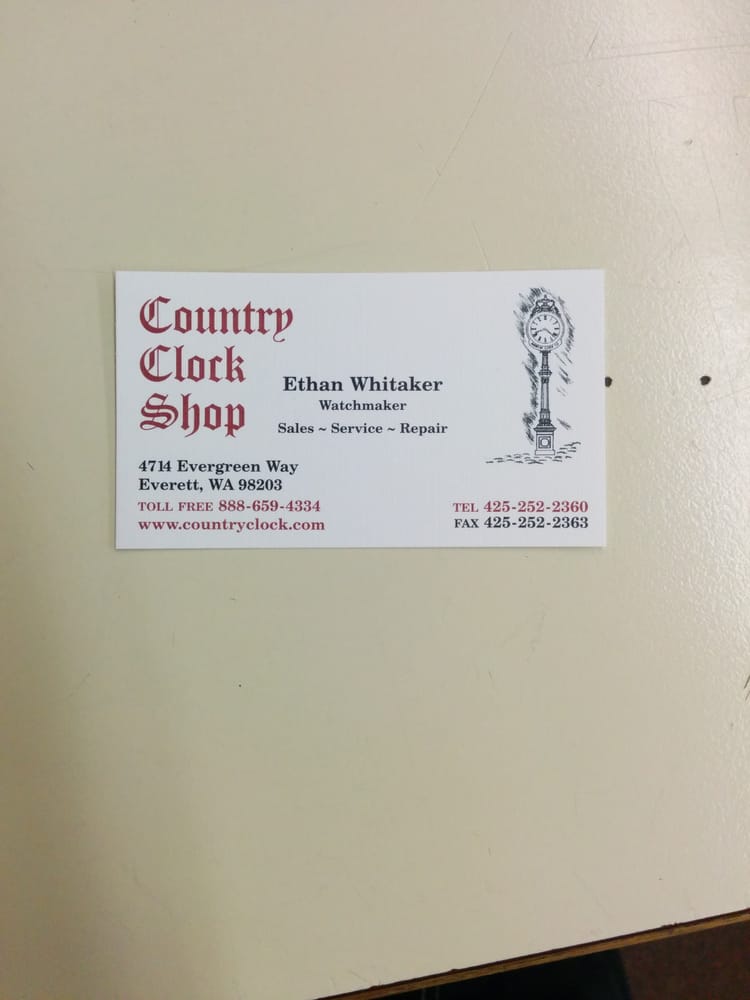 Country
Clock
Shop
Ethan Whitaker
Watchmaker
Sales ~ Service ~ Repair
4714 Evergreen Way
Everett, WA 98203
TOLL FREE 888-659-4334
www.countryclock.com
TEL 425-252-2360
FAX 425-252-2363